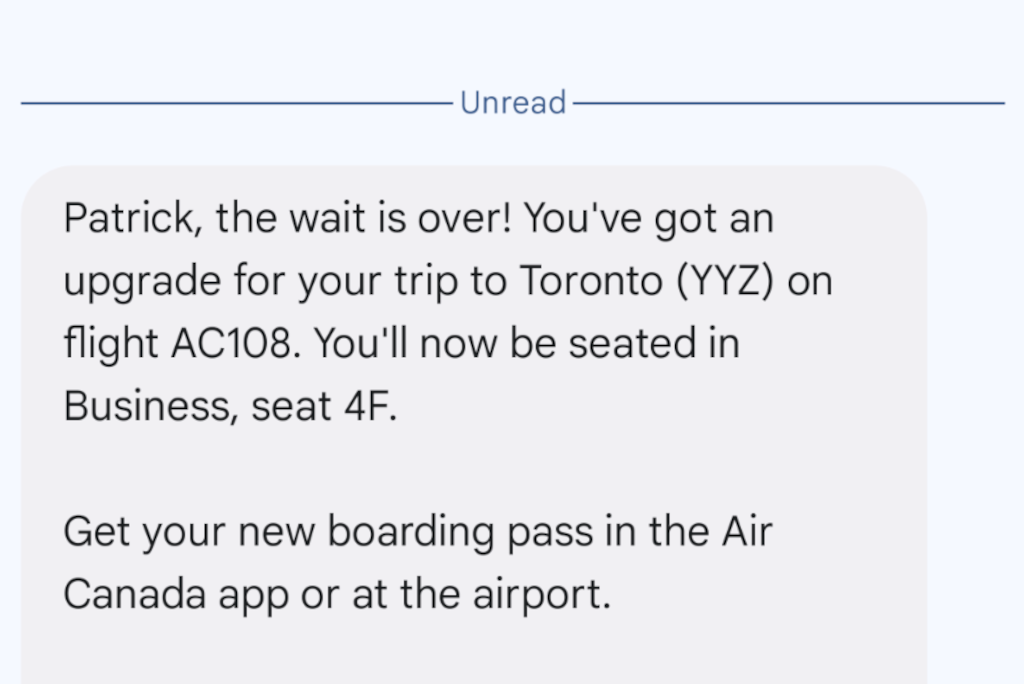 Unread
Patrick, the wait is over! You've got an
upgrade for your trip to Toronto (YYZ) on
flight AC108. You'll now be seated in
Business, seat 4F.
Get your new boarding pass in the Air
Canada app or at the airport.